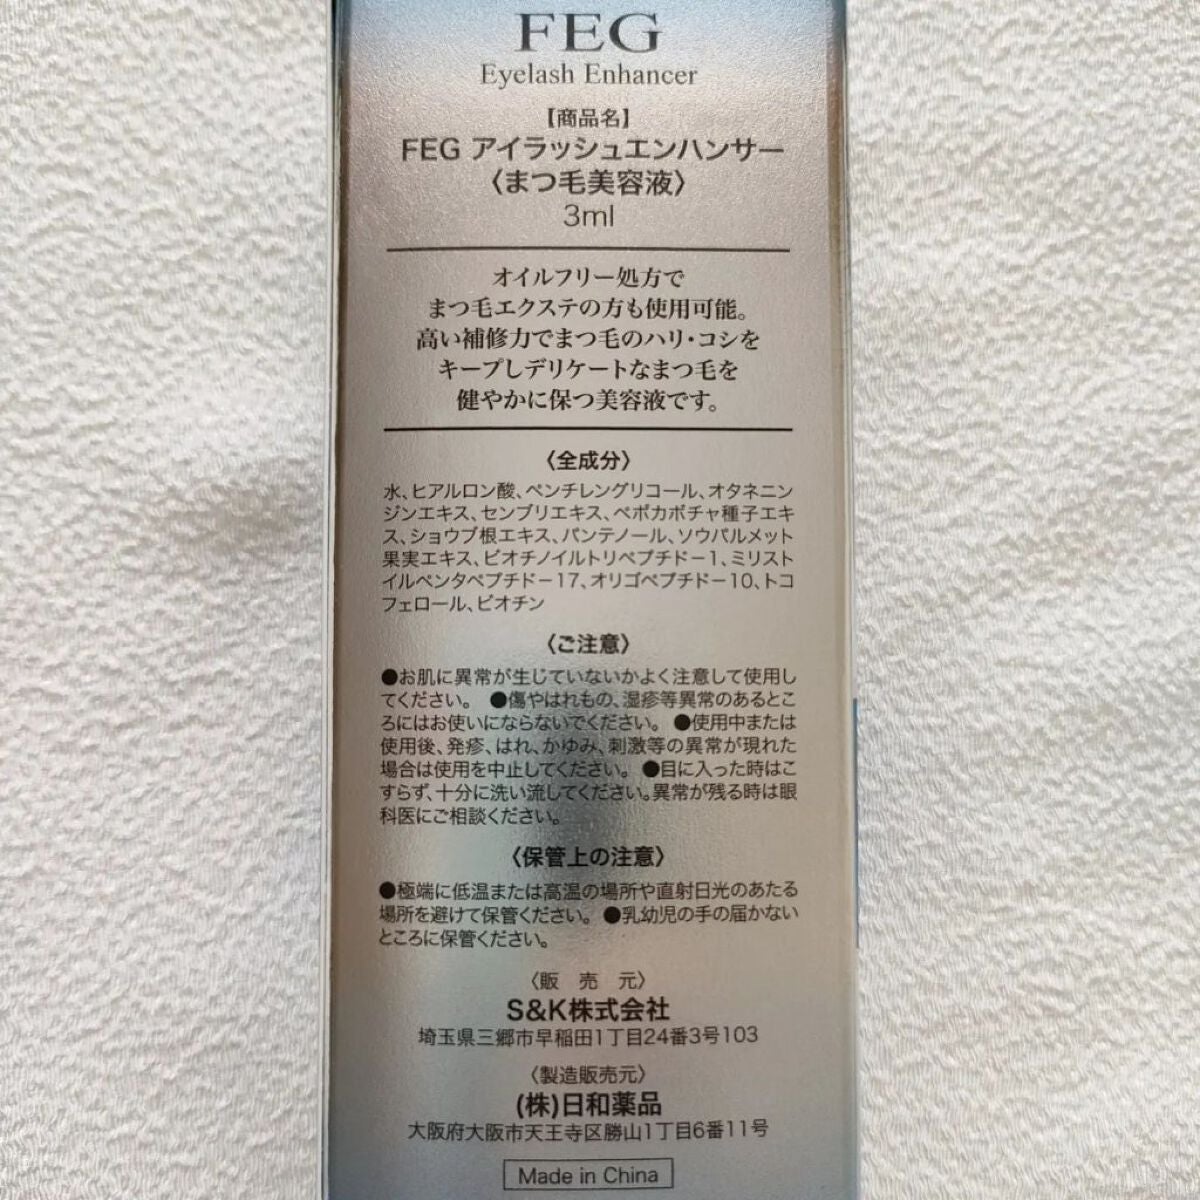 FEG
Eyelash Enhancer
【商品名】
FEG アイラッシュエンハンサー
〈まつ毛美容液〉
3ml
オイルフリー処方で
まつ毛エクステの方も使用可能。
高い補修力でまつ毛のハリ・コシを
キープしデリケートなまつ毛を
健やかに保つ美容液です。
〈全成分〉
水、ヒアルロン酸、ペンチレングリコール、オタネニン
ジンエキス、センブリエキス、ペポカボチャ種子エキ
ス、ショウブ根エキス、パンテノール、ソウパルメット
果実エキス、ビオチノイルトリペプチド－1、ミリスト
イルペンタペプチド－17、オリゴペプチド－10、トコ
フェロール、ビオチン
〈ご注意〉
●お肌に異常が生じていないかよく注意して使用し
てください。 ●傷やはれもの、湿疹等異常のあるとこ
ろにはお使いにならないでください。 ●使用中または
使用後、発疹、はれ、かゆみ、刺激等の異常が現れた
場合は使用を中止してください。 ●目に入った時はこ
すらず、十分に洗い流してください。異常が残る時は眼
科医にご相談ください。
〈保管上の注意〉
●極端に低温または高温の場所や直射日光のあたる
場所を避けて保管ください。 ●乳幼児の手の届かない
ところに保管ください。
〈販 売 元〉
S&K株式会社
埼玉県三郷市早稲田1丁目24番3号103
〈製造販売元〉
(株)日和薬品
大阪府大阪市天王寺区勝山1丁目6番11号
Made in China